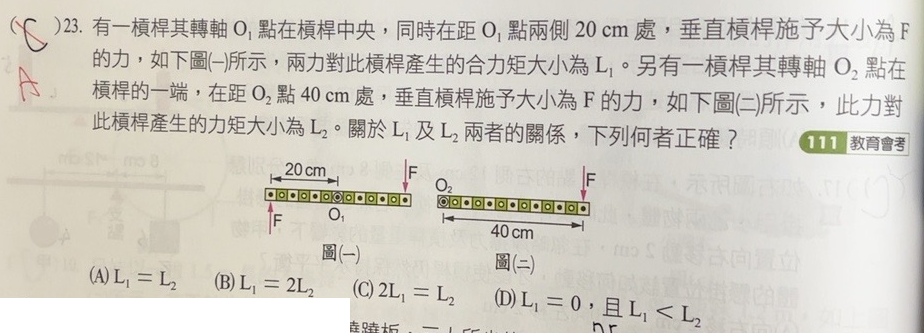 ( C )23. 有一槓桿其轉軸 O₁ 點在槓桿中央，同時在距 O₁ 點兩側 20 cm 處，垂直槓桿施予大小為 F
A 的力，如下圖㈠所示，兩力對此槓桿產生的合力矩大小為 L₁。另有一槓桿其轉軸 O₂ 點在
槓桿的一端，在距 O₂ 點 40 cm 處，垂直槓桿施予大小為 F 的力，如下圖㈡所示，此力對
此槓桿產生的力矩大小為 L₂。關於 L₁ 及 L₂ 兩者的關係，下列何者正確？ 111 教育會考
20 cm F F
O₂
F O₁
40 cm
圖㈠ 圖㈡
(A) L₁ = L₂ (B) L₁ = 2L₂ (C) 2L₁ = L₂ (D) L₁ = 0，且 L₁ < L₂